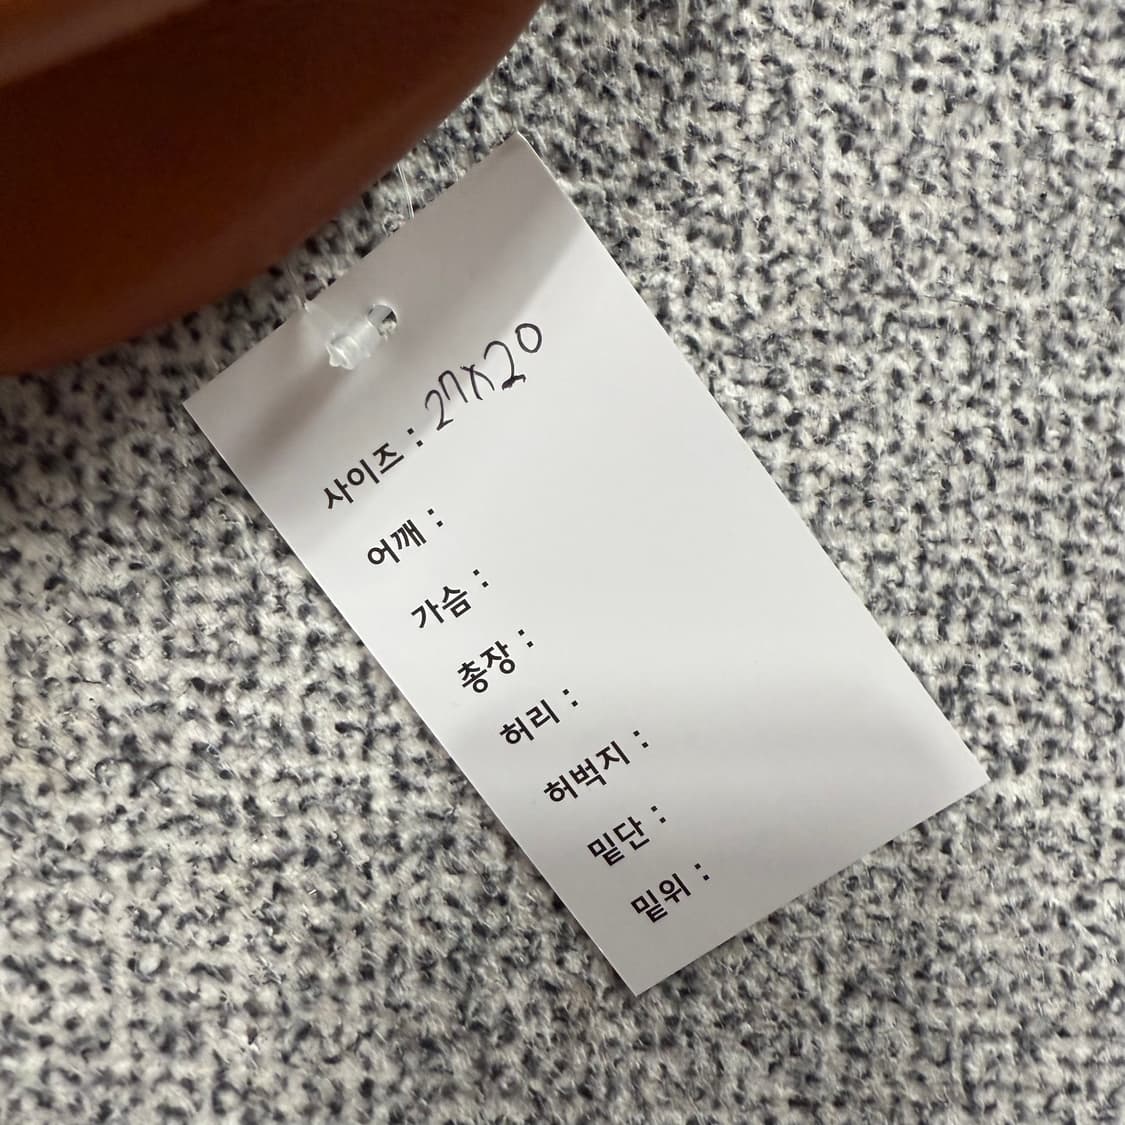 사이즈 : 27x20
어깨 :
가슴 :
총장 :
허리 :
허벅지 :
밑단 :
밑위 :